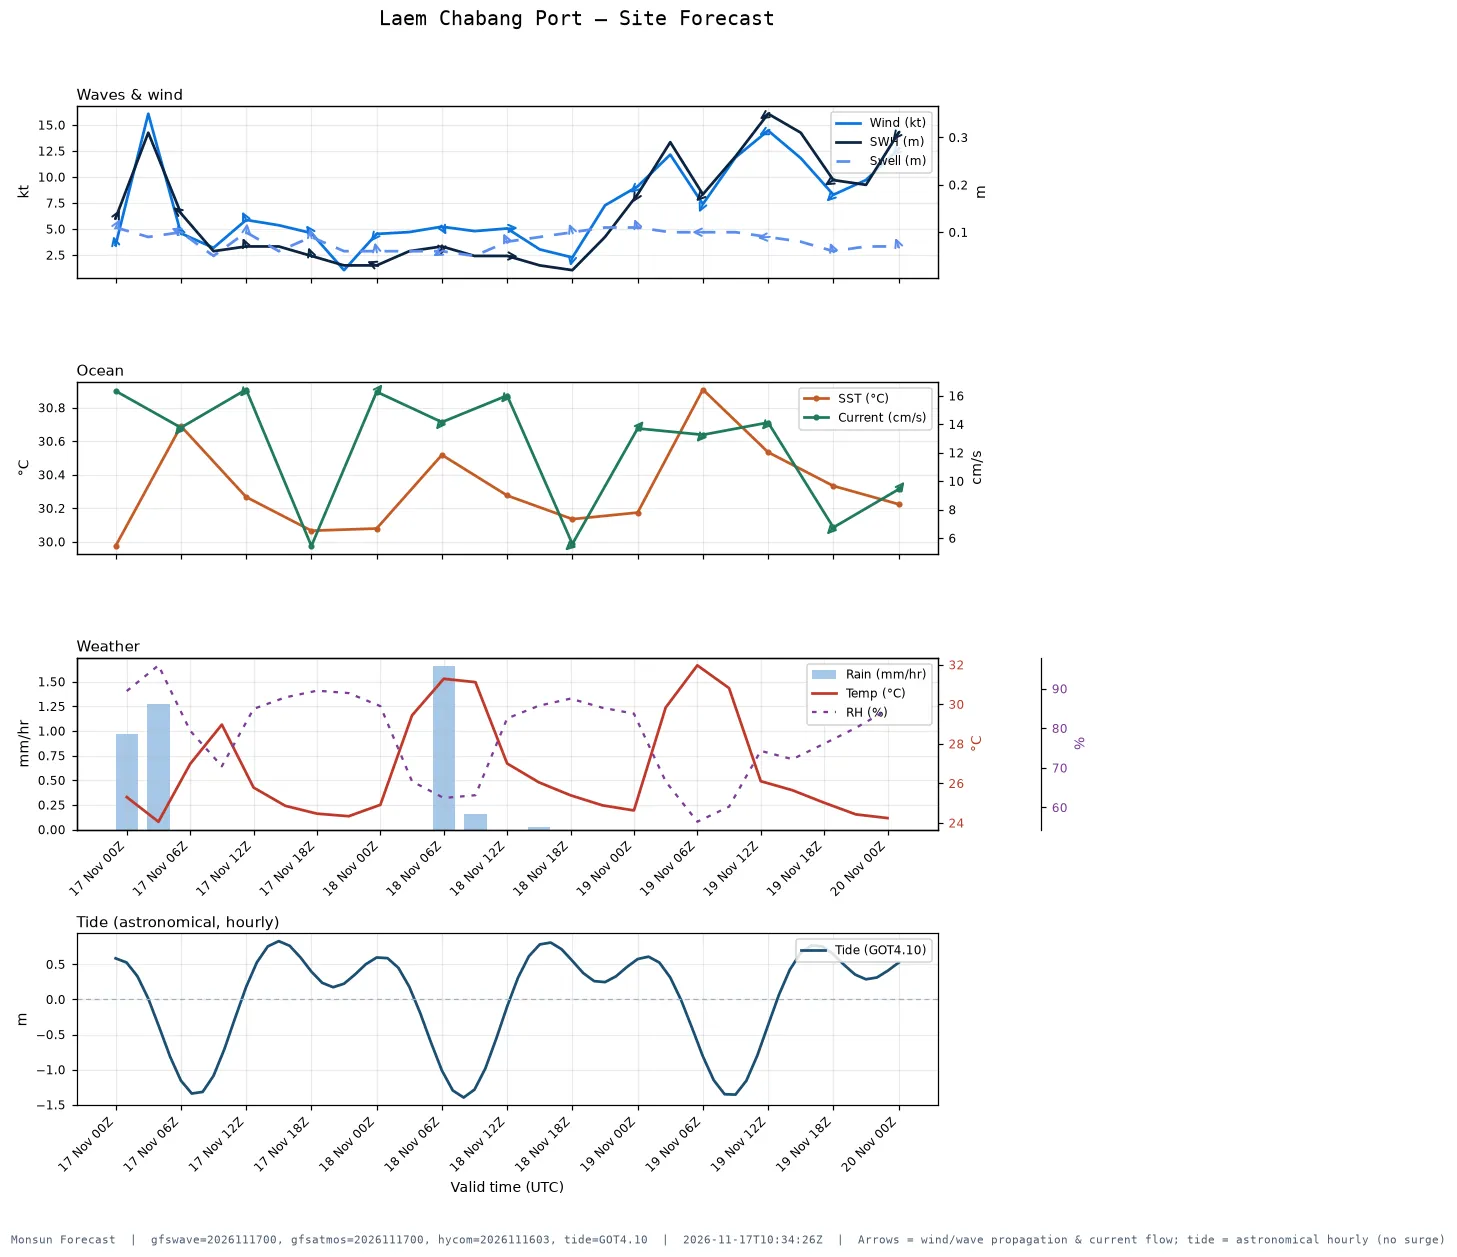 Laem Chabang Port — Site Forecast
Waves & wind
15.0
12.5
10.0
7.5
5.0
2.5
kt
Wind (kt)
SWH (m)
Swell (m)
0.3
0.2
0.1
m
Ocean
30.8
30.6
30.4
30.2
30.0
°C
SST (°C)
Current (cm/s)
16
14
12
10
8
6
cm/s
Weather
1.50
1.25
1.00
0.75
0.50
0.25
0.00
mm/hr
Rain (mm/hr)
Temp (°C)
RH (%)
32
30
28
26
24
°C
90
80
70
60
%
17 Nov 00Z
17 Nov 06Z
17 Nov 12Z
17 Nov 18Z
18 Nov 00Z
18 Nov 06Z
18 Nov 12Z
18 Nov 18Z
19 Nov 00Z
19 Nov 06Z
19 Nov 12Z
19 Nov 18Z
20 Nov 00Z
Tide (astronomical, hourly)
0.5
0.0
−0.5
−1.0
−1.5
m
Tide (GOT4.10)
17 Nov 00Z
17 Nov 06Z
17 Nov 12Z
17 Nov 18Z
18 Nov 00Z
18 Nov 06Z
18 Nov 12Z
18 Nov 18Z
19 Nov 00Z
19 Nov 06Z
19 Nov 12Z
19 Nov 18Z
20 Nov 00Z
Valid time (UTC)
Monsun Forecast | gfswave=2026111700, gfsatmos=2026111700, hycom=2026111603, tide=GOT4.10 | 2026-11-17T10:34:26Z | Arrows = wind/wave propagation & current flow; tide = astronomical hourly (no surge)